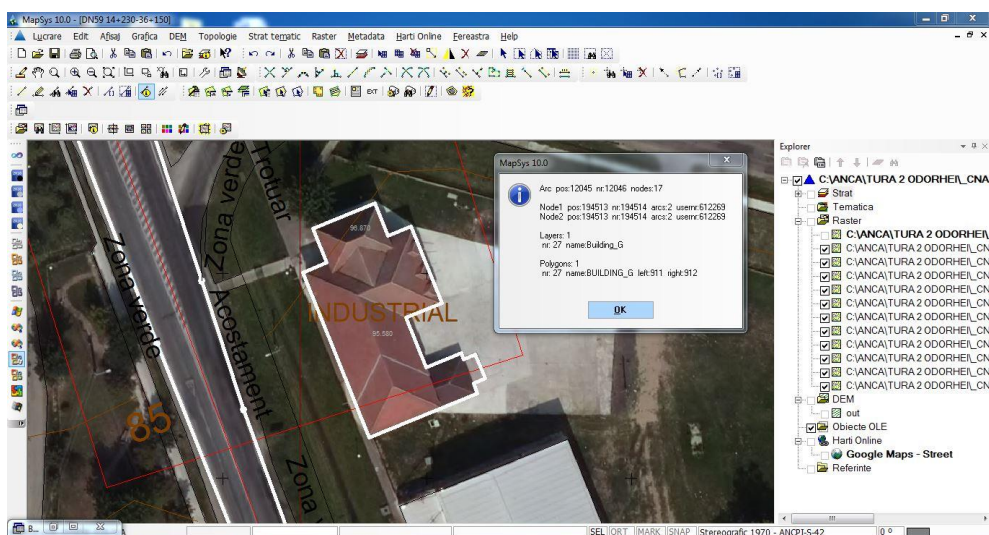 MapSys 10.0 - [DN59 14+230-36+150]
Lucrare Edit Afisaj Grafica DEM Topologie Strat tematic Raster Metadata Harti Online Fereastra Help
EXT
Explorer
C:\ANCA\TURA 2 ODORHEI\_CNA
Strat
Tematica
Raster
C:\ANCA\TURA 2 ODORHEI\
C:\ANCA\TURA 2 ODORHEI\_CN
C:\ANCA\TURA 2 ODORHEI\_CN
C:\ANCA\TURA 2 ODORHEI\_CN
C:\ANCA\TURA 2 ODORHEI\_CN
C:\ANCA\TURA 2 ODORHEI\_CN
C:\ANCA\TURA 2 ODORHEI\_CN
C:\ANCA\TURA 2 ODORHEI\_CN
C:\ANCA\TURA 2 ODORHEI\_CN
C:\ANCA\TURA 2 ODORHEI\_CN
C:\ANCA\TURA 2 ODORHEI\_CN
C:\ANCA\TURA 2 ODORHEI\_CN
DEM
out
Obiecte OLE
Harti Online
Google Maps - Street
Referinte
MapSys 10.0
Arc pos:12045 nr:12046 nodes:17
Node1 pos:194513 nr:194514 arcs:2 usernr:612269
Node2 pos:194513 nr:194514 arcs:2 usernr:612269
Layers: 1
nr: 27 name:Building_G
Polygons: 1
nr: 27 name:BUILDING_G left:911 right:912
OK
Zona verde
Zona verde
Trotuar
Acostament
96.870
INDUSTRIAL
95.590
85
Zona v
B...
SEL ORT MARK SNAP Stereografic 1970 - ANCPI-S-42 0 °